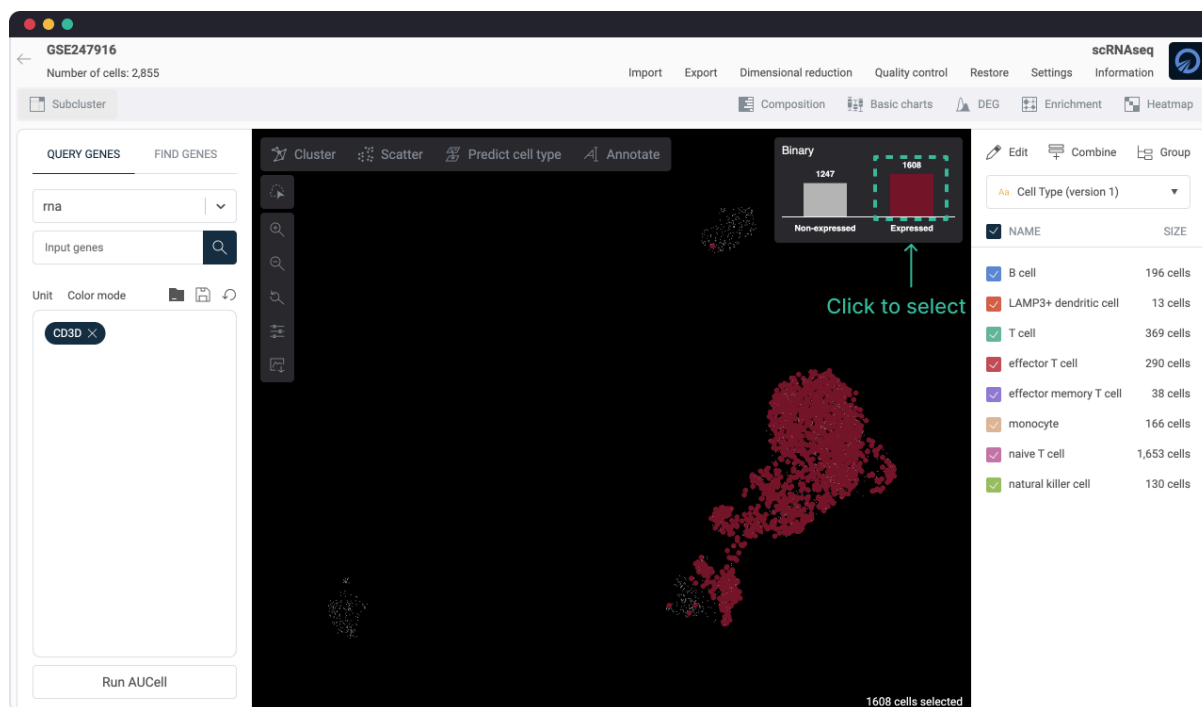 GSE247916
Number of cells: 2,855
scRNAseq
Import Export Dimensional reduction Quality control Restore Settings Information
Subcluster
Composition Basic charts DEG Enrichment Heatmap
QUERY GENES FIND GENES
rna
Input genes
Unit Color mode
CD3D
Run AUCell
Cluster Scatter Predict cell type Annotate
Binary
1247 1608
Non-expressed Expressed
Click to select
1608 cells selected
Edit Combine Group
Aa Cell Type (version 1)
NAME SIZE
B cell 196 cells
LAMP3+ dendritic cell 13 cells
T cell 369 cells
effector T cell 290 cells
effector memory T cell 38 cells
monocyte 166 cells
naive T cell 1,653 cells
natural killer cell 130 cells